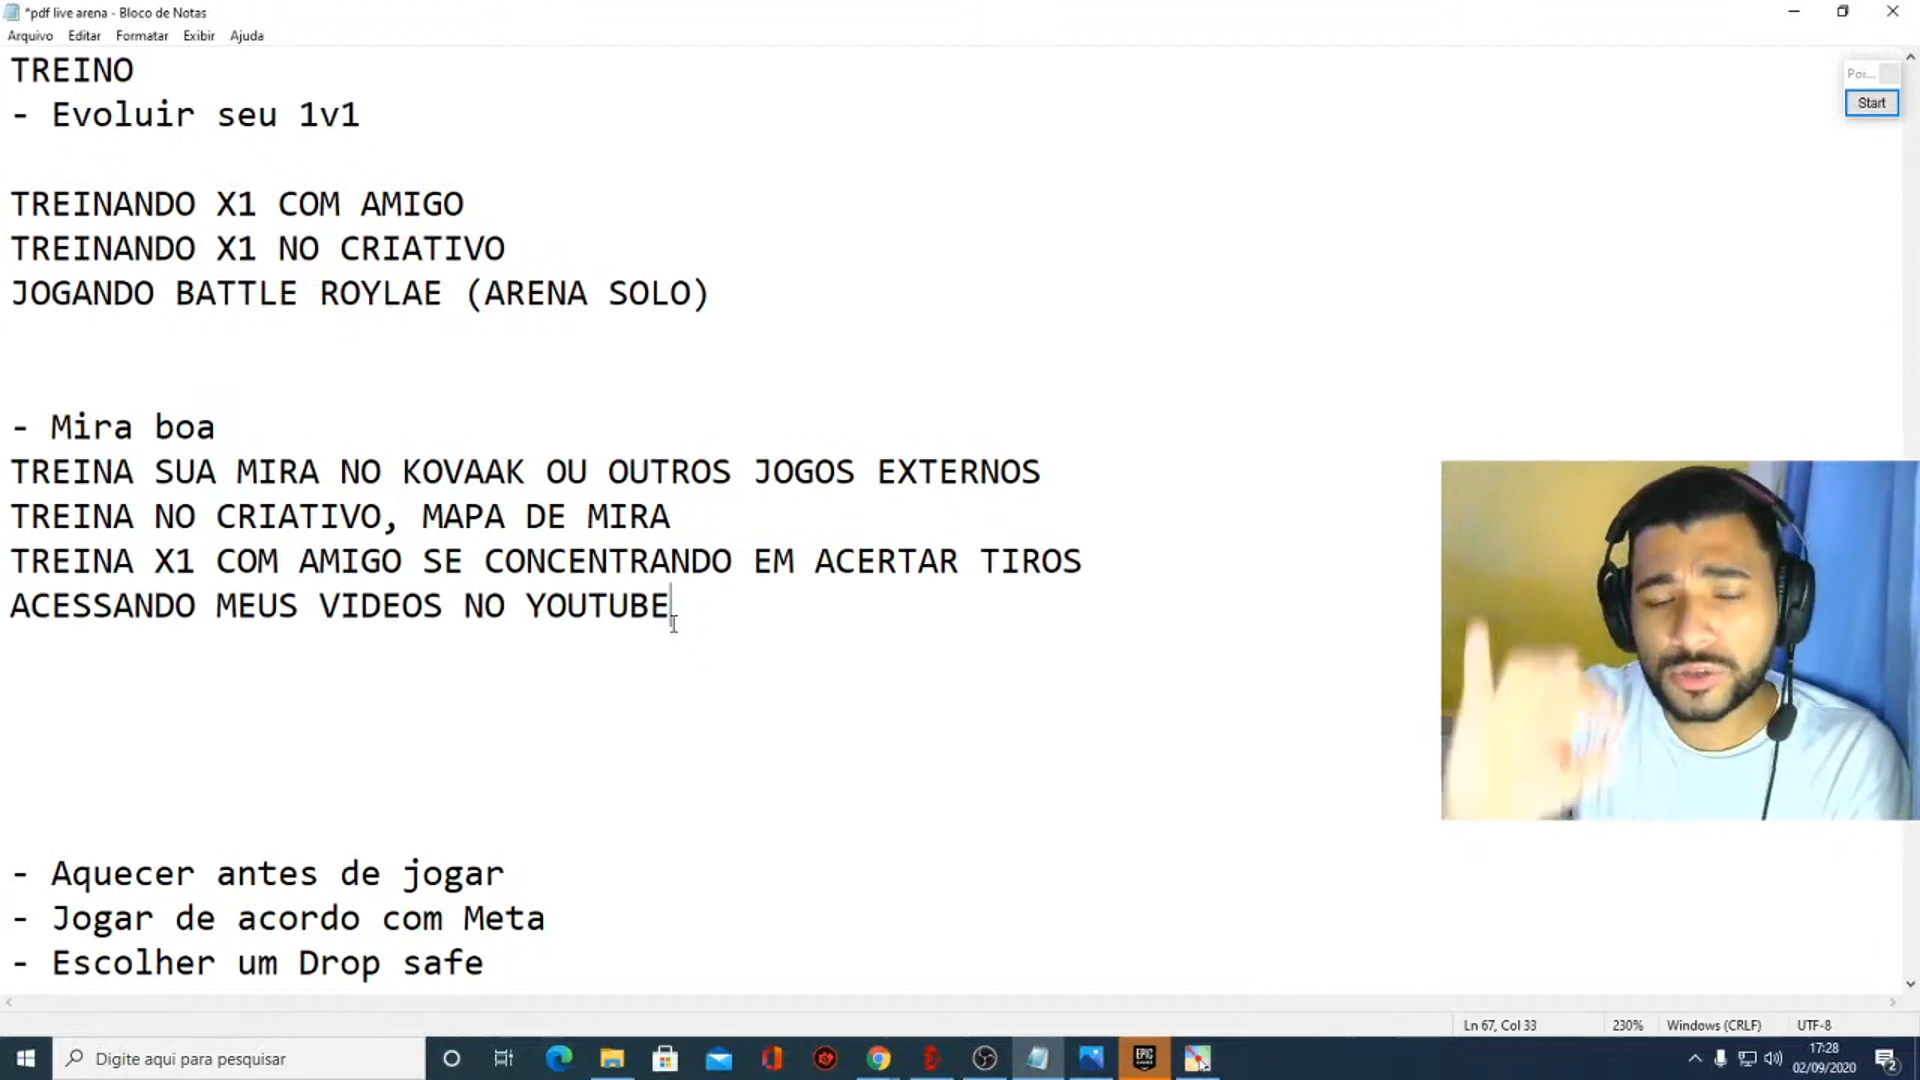 *pdf live arena - Bloco de Notas
Arquivo Editar Formatar Exibir Ajuda
TREINO
Poi...
- Evoluir seu 1v1
Start
TREINANDO X1 COM AMIGO
TREINANDO X1 NO CRIATIVO
JOGANDO BATTLE ROYLAE (ARENA SOLO)
- Mira boa
TREINA SUA MIRA NO KOVAAK OU OUTROS JOGOS EXTERNOS
TREINA NO CRIATIVO, MAPA DE MIRA
TREINA X1 COM AMIGO SE CONCENTRANDO EM ACERTAR TIROS
ACESSANDO MEUS VIDEOS NO YOUTUBE
- Aquecer antes de jogar
- Jogar de acordo com Meta
- Escolher um Drop safe
Ln 67, Col 33 230% Windows (CRLF) UTF-8
Digite aqui para pesquisar
EPIC
17:28
02/09/2020
2